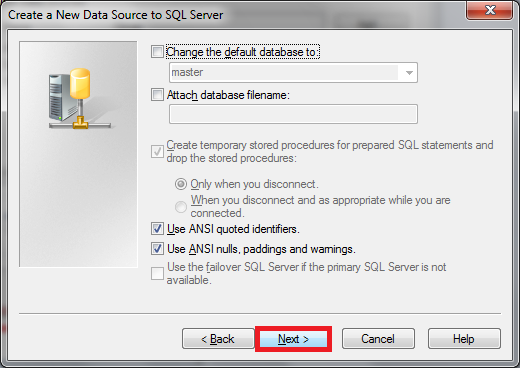 Create a New Data Source to SQL Server
Change the default database to:
master
Attach database filename:
Create temporary stored procedures for prepared SQL statements and
drop the stored procedures:
Only when you disconnect.
When you disconnect and as appropriate while you are
connected.
Use ANSI quoted identifiers.
Use ANSI nulls, paddings and warnings.
Use the failover SQL Server if the primary SQL Server is not
available.
< Back Next > Cancel Help